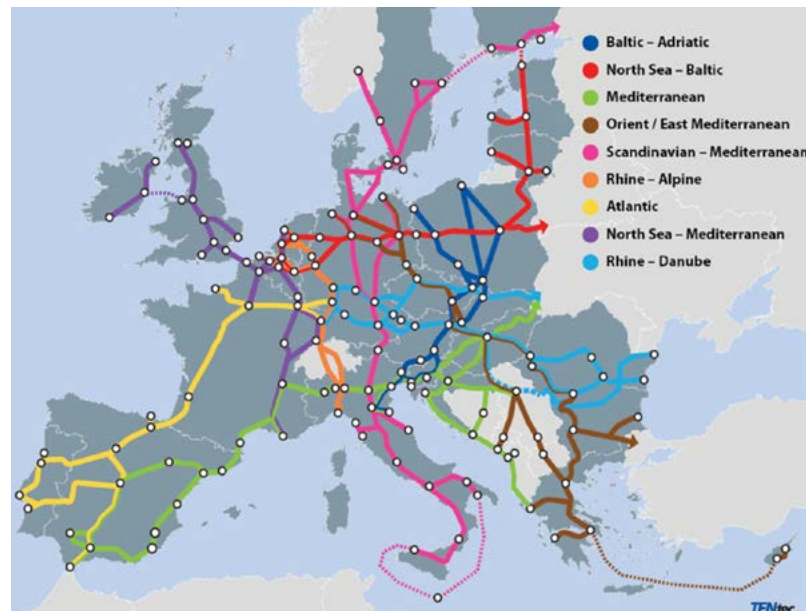 Baltic – Adriatic
North Sea – Baltic
Mediterranean
Orient / East Mediterranean
Scandinavian – Mediterranean
Rhine – Alpine
Atlantic
North Sea – Mediterranean
Rhine – Danube
TENtec